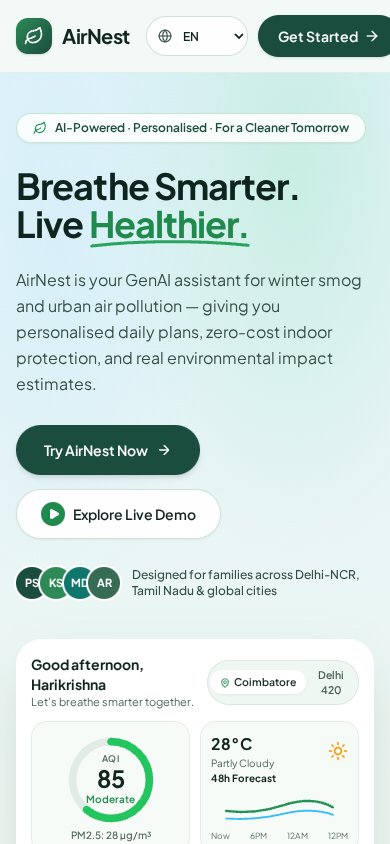 AirNest
EN
Get Started
AI-Powered · Personalised · For a Cleaner Tomorrow
Breathe Smarter.
Live Healthier.
AirNest is your GenAI assistant for winter smog
and urban air pollution — giving you
personalised daily plans, zero-cost indoor
protection, and real environmental impact
estimates.
Try AirNest Now
Explore Live Demo
PS KS MD AR
Designed for families across Delhi-NCR,
Tamil Nadu & global cities
Good afternoon,
Harikrishna
Let's breathe smarter together.
Coimbatore
Delhi
420
AQI
85
Moderate
PM2.5: 28 µg/m³
28°C
Partly Cloudy
48h Forecast
Now 6PM 12AM 12PM